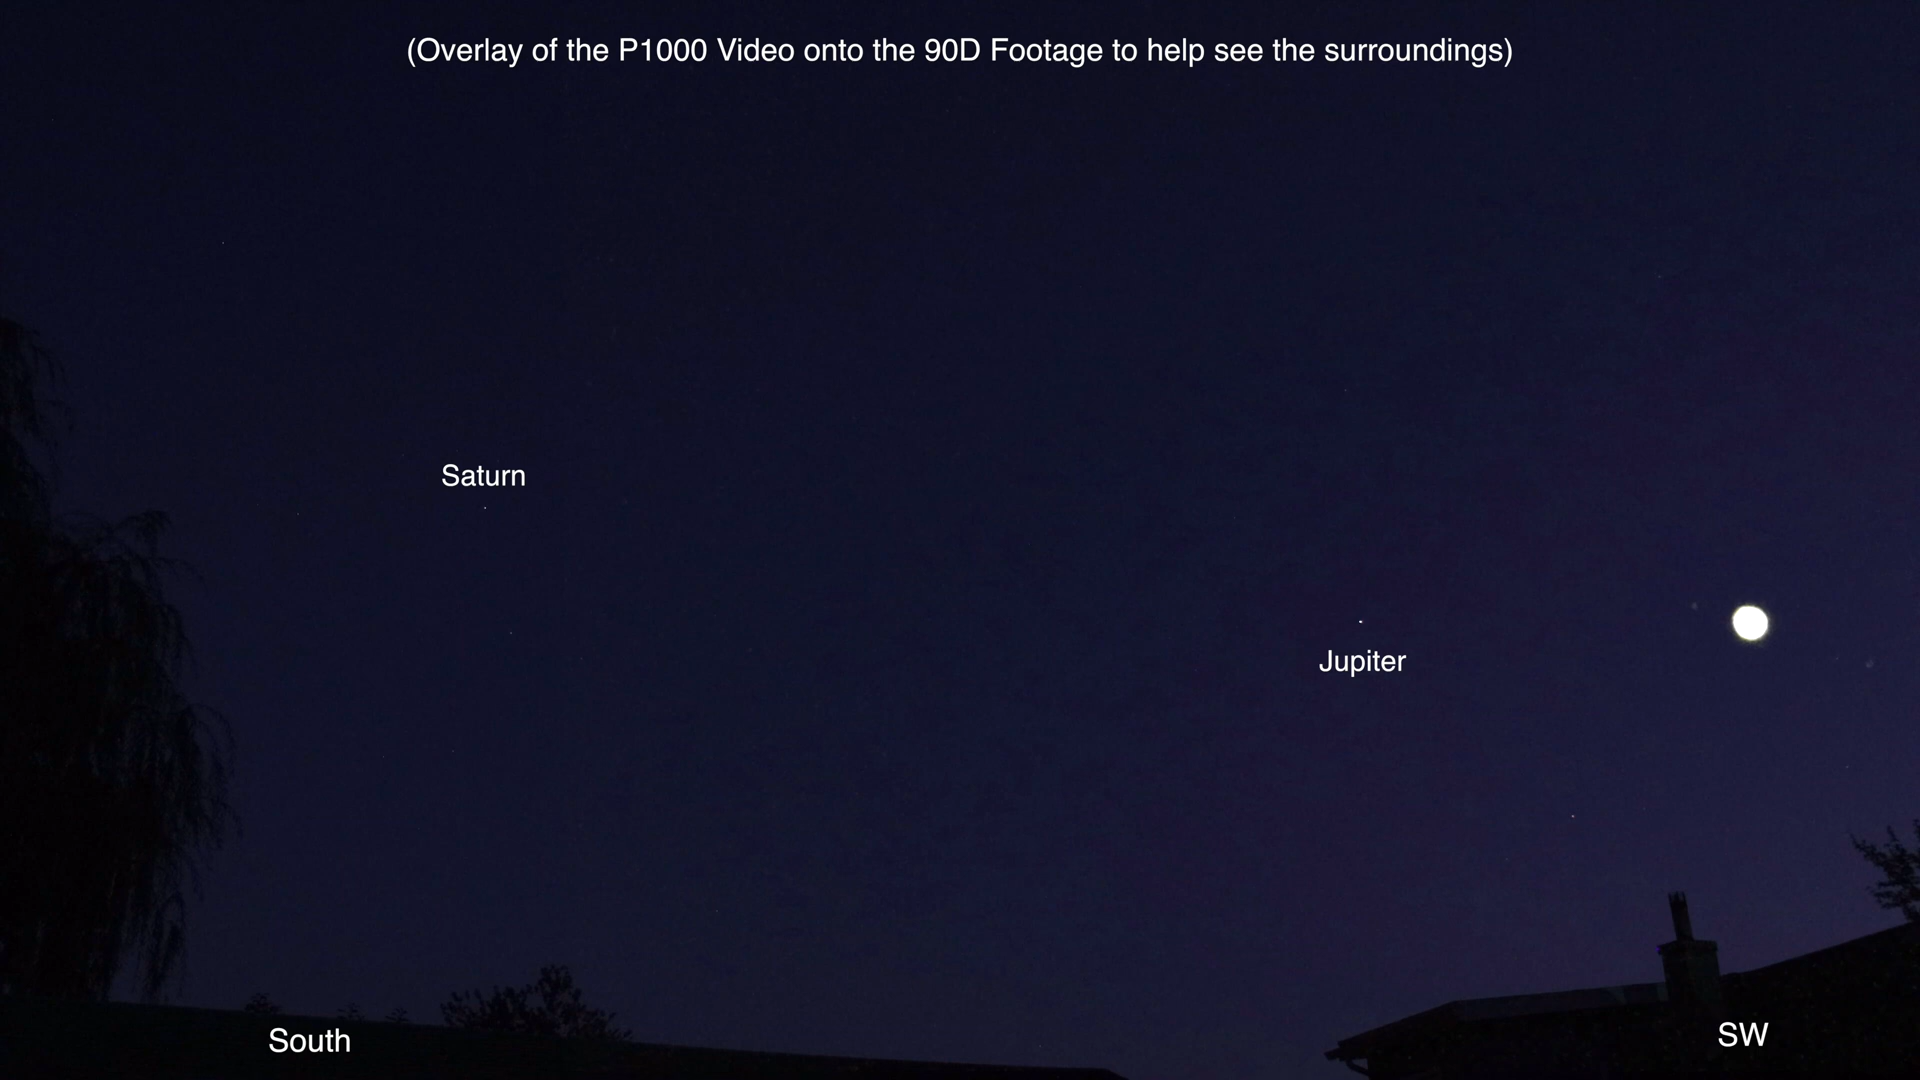 (Overlay of the P1000 Video onto the 90D Footage to help see the surroundings)
Saturn
Jupiter
South
SW